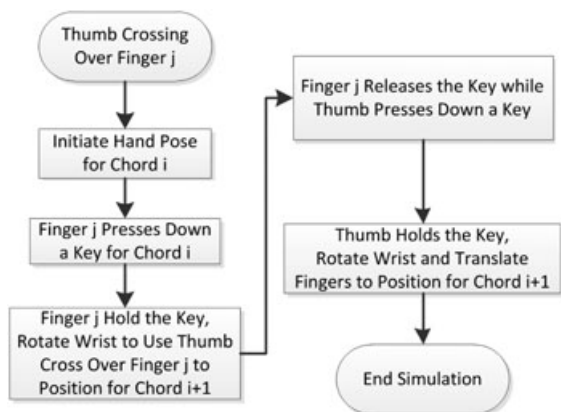 Thumb Crossing
Over Finger j
Initiate Hand Pose
for Chord i
Finger j Presses Down
a Key for Chord i
Finger j Hold the Key,
Rotate Wrist to Use Thumb
Cross Over Finger j to
Position for Chord i+1
Finger j Releases the Key while
Thumb Presses Down a Key
Thumb Holds the Key,
Rotate Wrist and Translate
Fingers to Position for Chord i+1
End Simulation